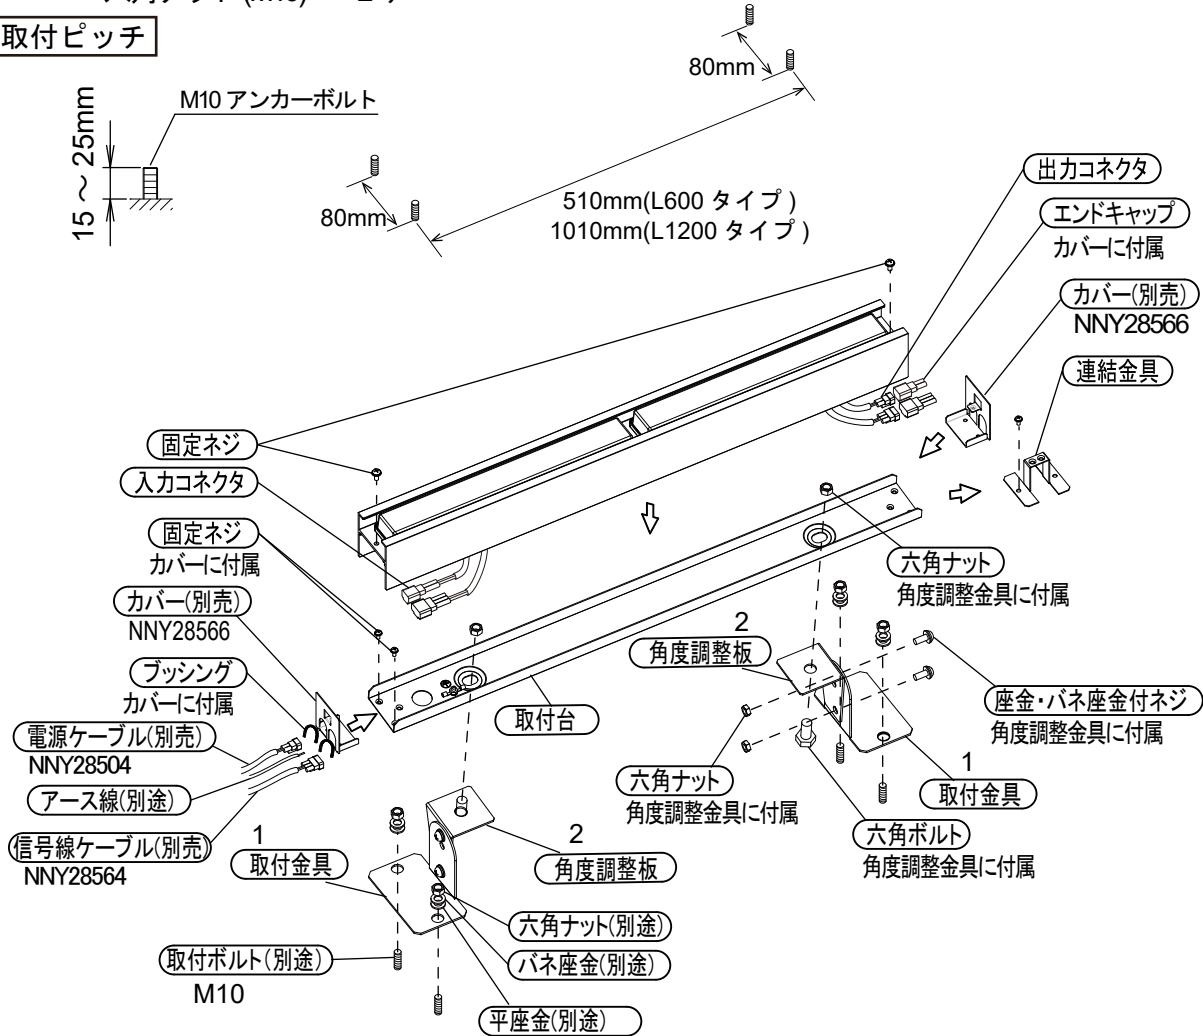 取付ピッチ
80mm
M10 アンカーボルト
15 ～ 25mm
80mm
510mm(L600 タイプ )
1010mm(L1200 タイプ )
出力コネクタ
エンドキャップ
カバーに付属
カバー(別売)
NNY28566
連結金具
固定ネジ
入力コネクタ
固定ネジ
カバーに付属
カバー(別売)
NNY28566
ブッシング
カバーに付属
電源ケーブル(別売)
NNY28504
アース線(別途)
信号線ケーブル(別売)
NNY28564
取付台
六角ナット
角度調整金具に付属
2
角度調整板
座金・バネ座金付ネジ
角度調整金具に付属
六角ナット
角度調整金具に付属
1
取付金具
六角ボルト
角度調整金具に付属
1
取付金具
2
角度調整板
六角ナット(別途)
バネ座金(別途)
取付ボルト(別途)
M10
平座金(別途)